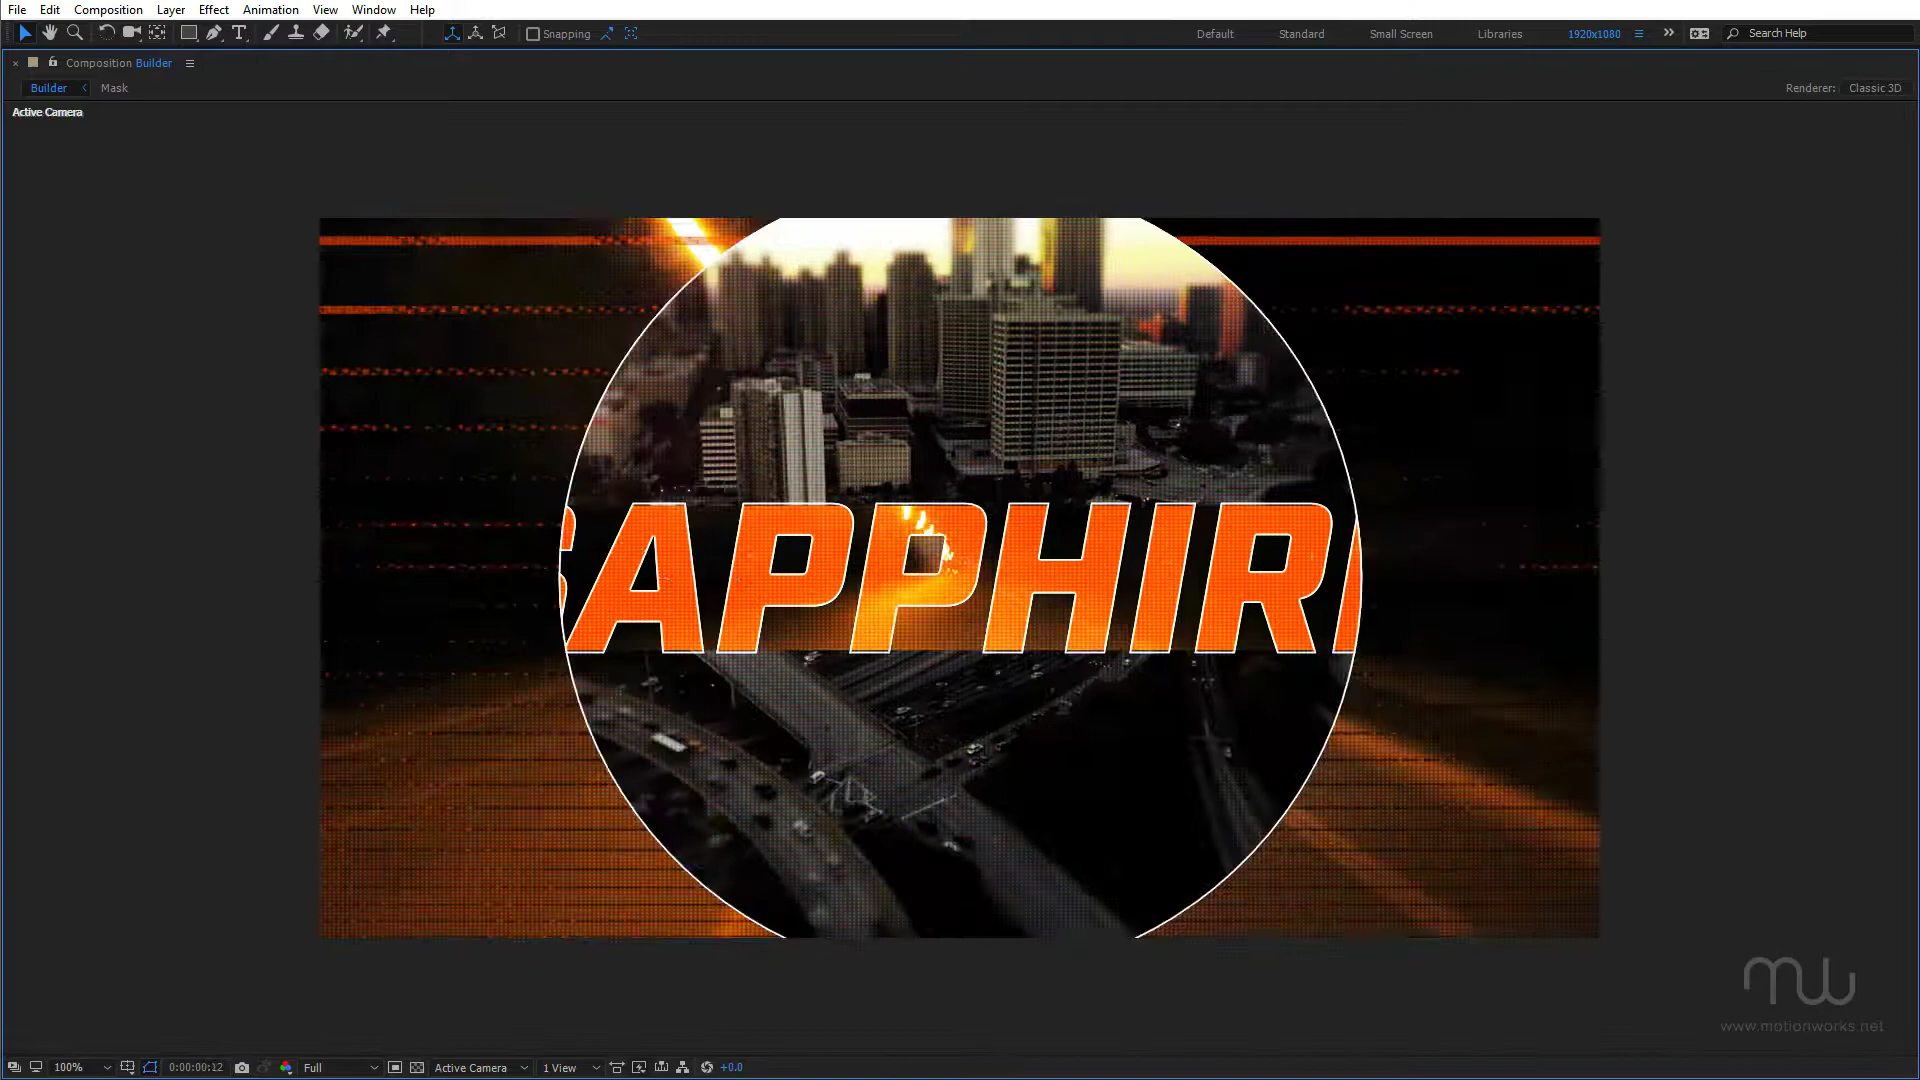 File Edit Composition Layer Effect Animation View Window Help
Snapping Default Standard Small Screen Libraries 1920x1080 Search Help
Composition Builder
Builder Mask Renderer: Classic 3D
Active Camera
SAPPHIRE
mw
www.motionworks.net
100% 0:00:00:12 Full Active Camera 1 View +0.0